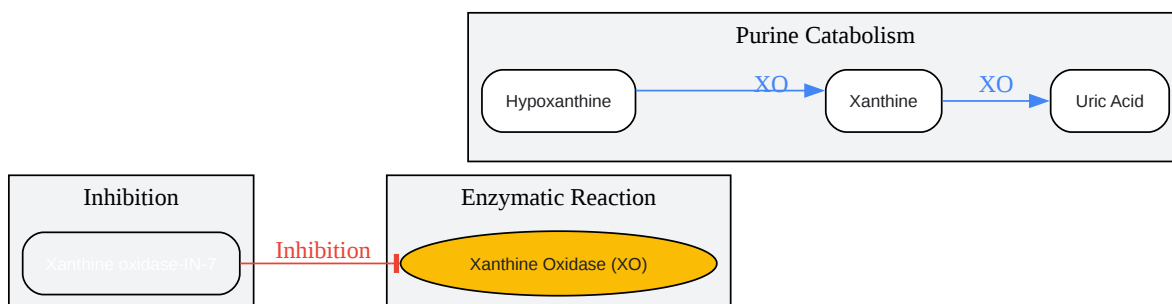 Purine Catabolism
Hypoxanthine
XO
Xanthine
XO
Uric Acid
Inhibition
Enzymatic Reaction
Xanthine oxidase-IN-7
Inhibition
Xanthine Oxidase (XO)